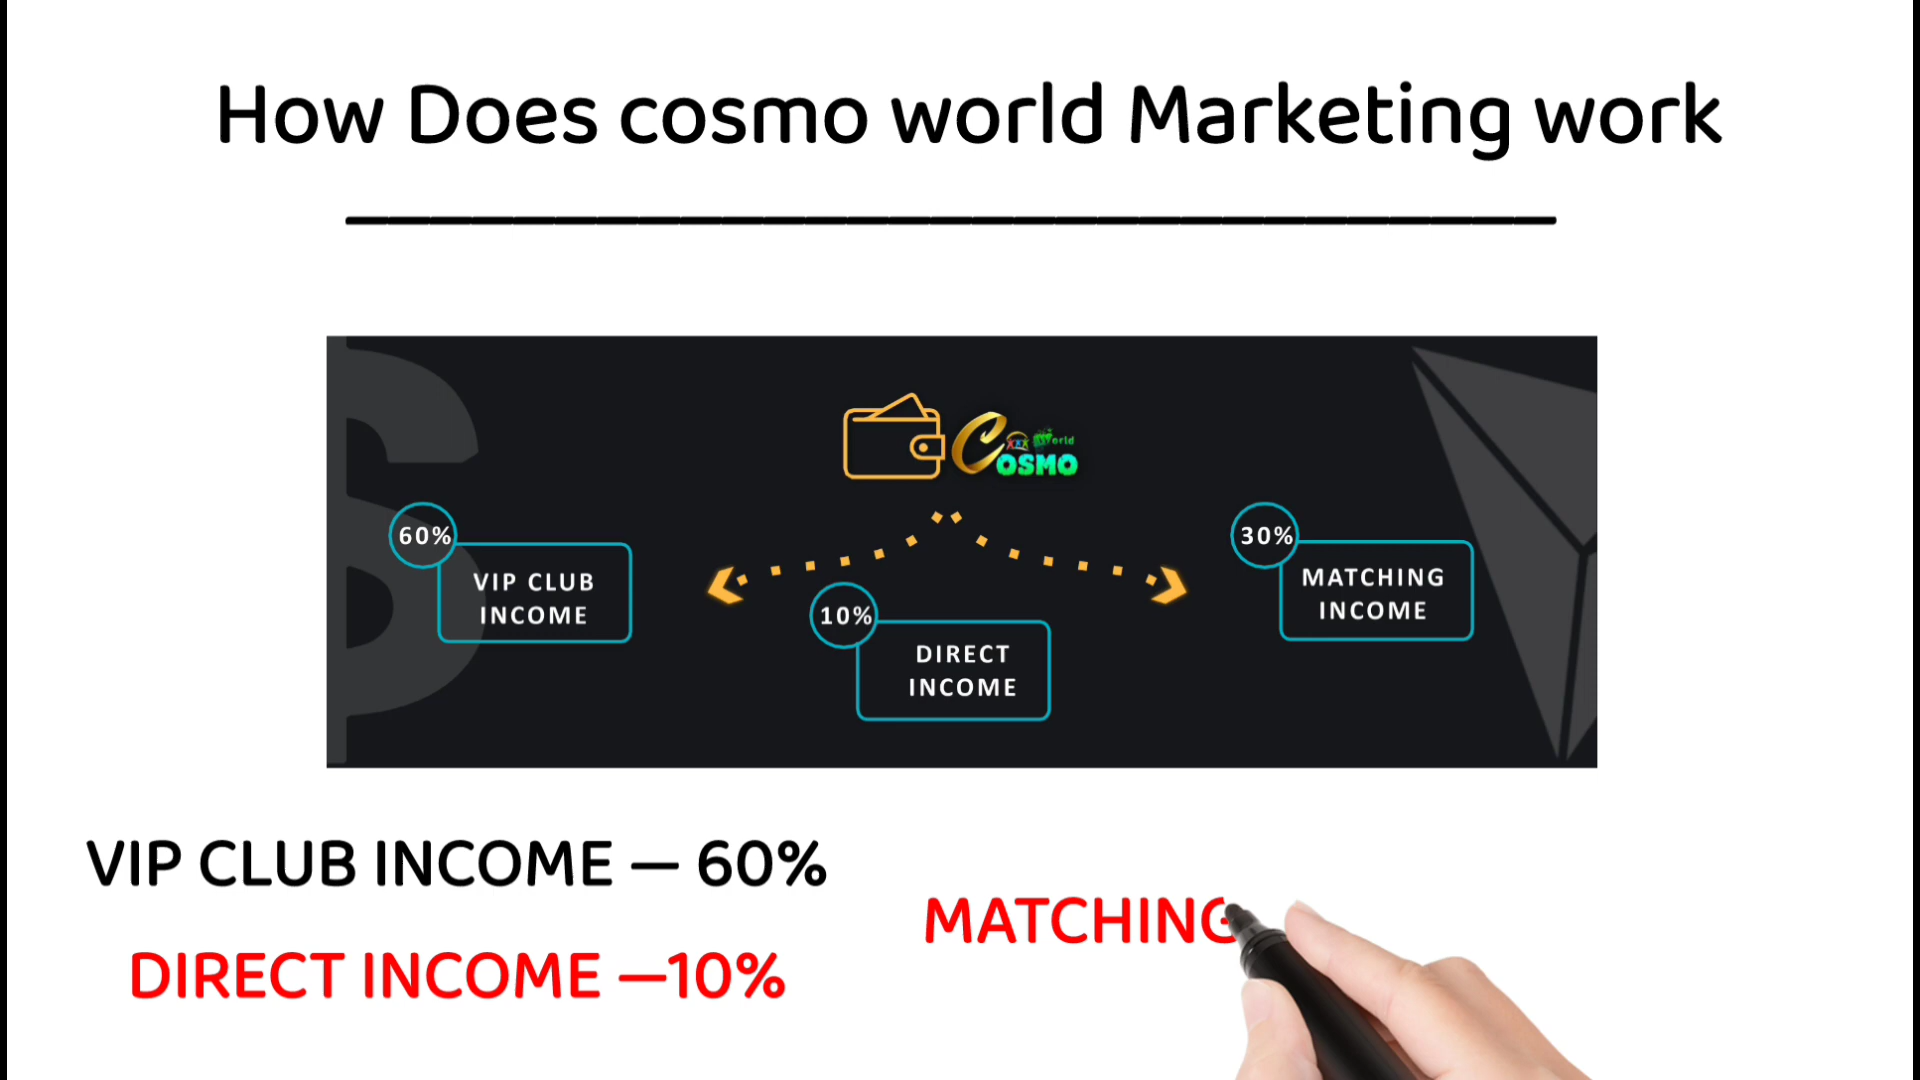 How Does cosmo world Marketing work
World
COSMO
60%
VIP CLUB
INCOME
10%
DIRECT
INCOME
30%
MATCHING
INCOME
VIP CLUB INCOME — 60%
DIRECT INCOME —10%
MATCHING